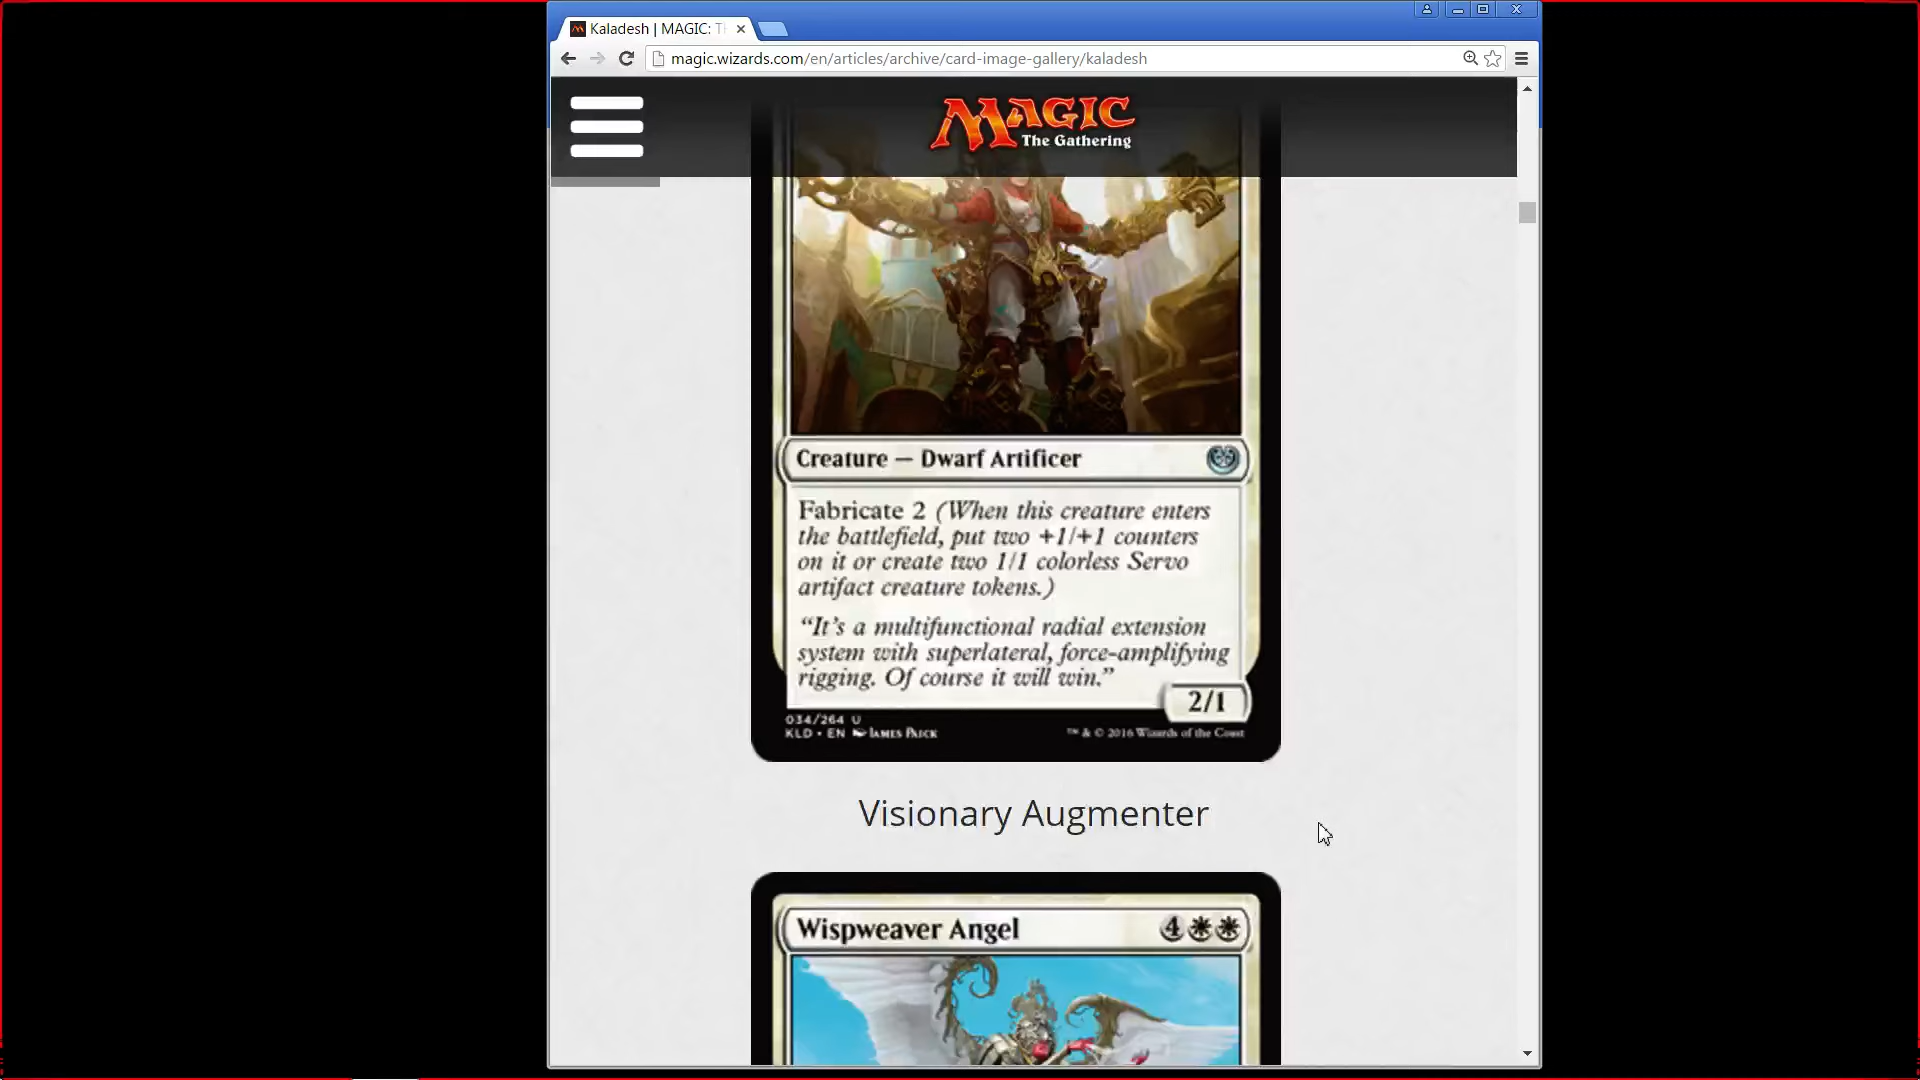 Kaladesh | MAGIC: T
magic.wizards.com/en/articles/archive/card-image-gallery/kaladesh
MAGIC
The Gathering
Creature — Dwarf Artificer
Fabricate 2 (When this creature enters
the battlefield, put two +1/+1 counters
on it or create two 1/1 colorless Servo
artifact creature tokens.)
“It’s a multifunctional radial extension
system with superlateral, force-amplifying
rigging. Of course it will win.”
2/1
034/264 U
KLD • EN James Paick
™ & © 2016 Wizards of the Coast
Visionary Augmenter
Wispweaver Angel 4